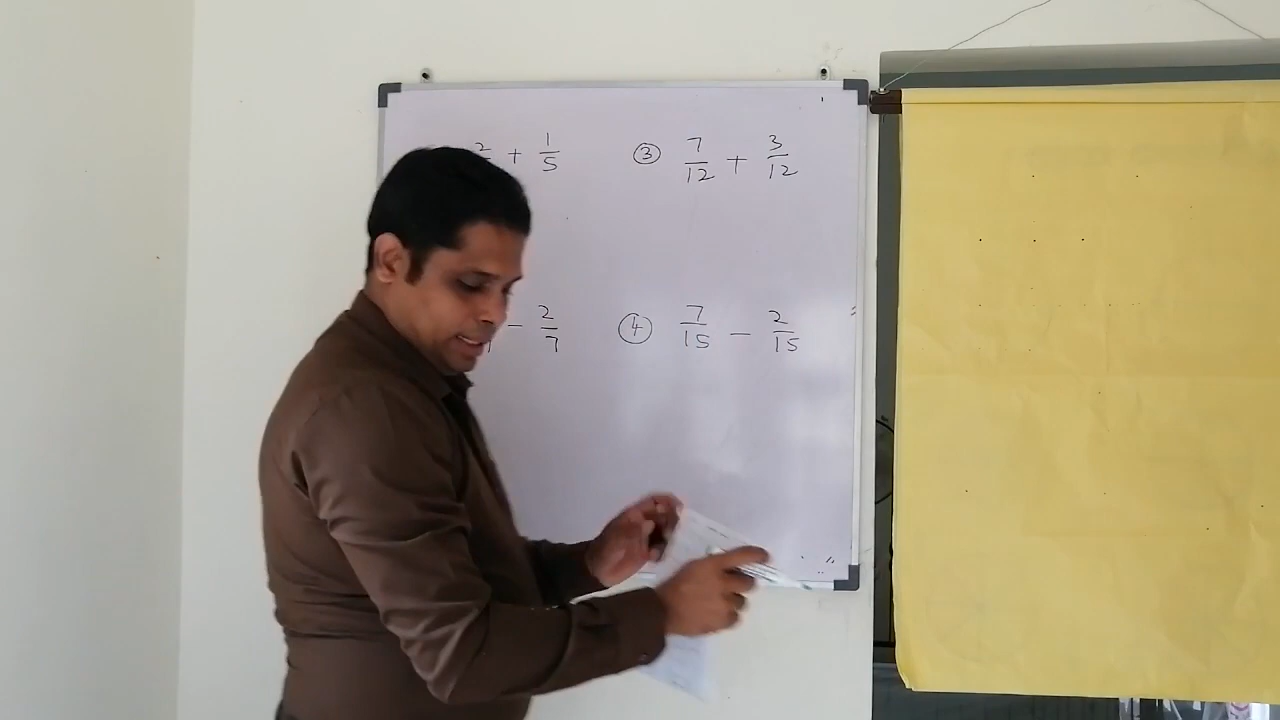 2/ + 1/5 ③ 7/12 + 3/12
- 2/7 ④ 7/15 - 2/15